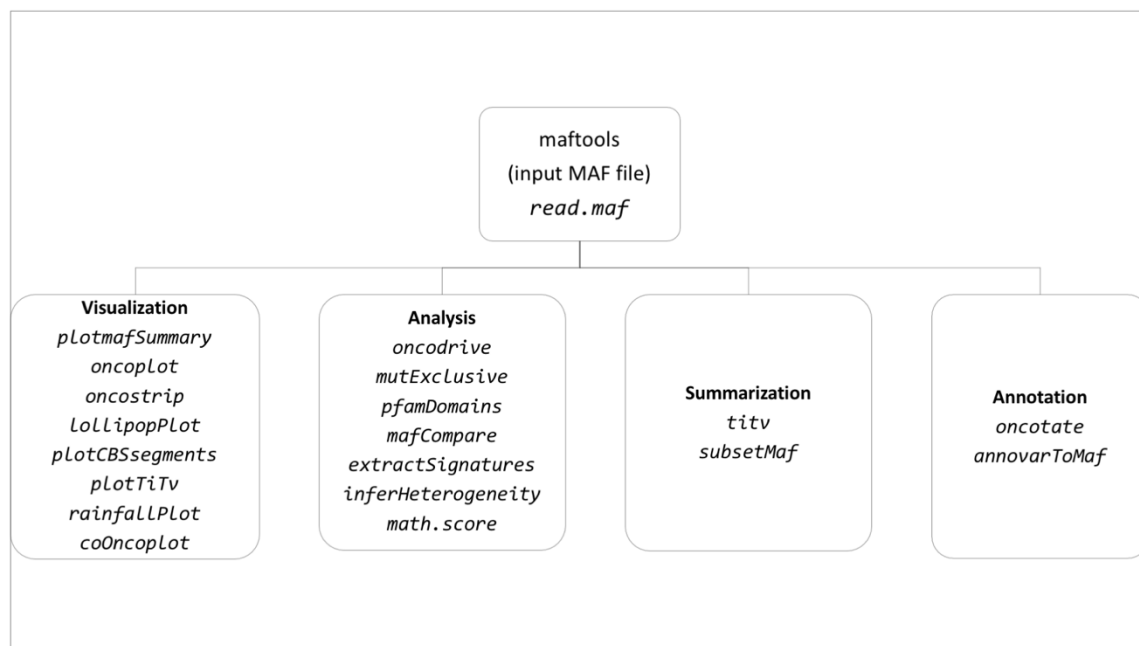 maftools
(input MAF file)
read.maf
Visualization
plotmafSummary
oncoplot
oncostrip
lollipopPlot
plotCBSsegments
plotTiTv
rainfallPlot
coOncoplot
Analysis
oncodrive
mutExclusive
pfamDomains
mafCompare
extractSignatures
inferHeterogeneity
math.score
Summarization
titv
subsetMaf
Annotation
oncotate
annovarToMaf